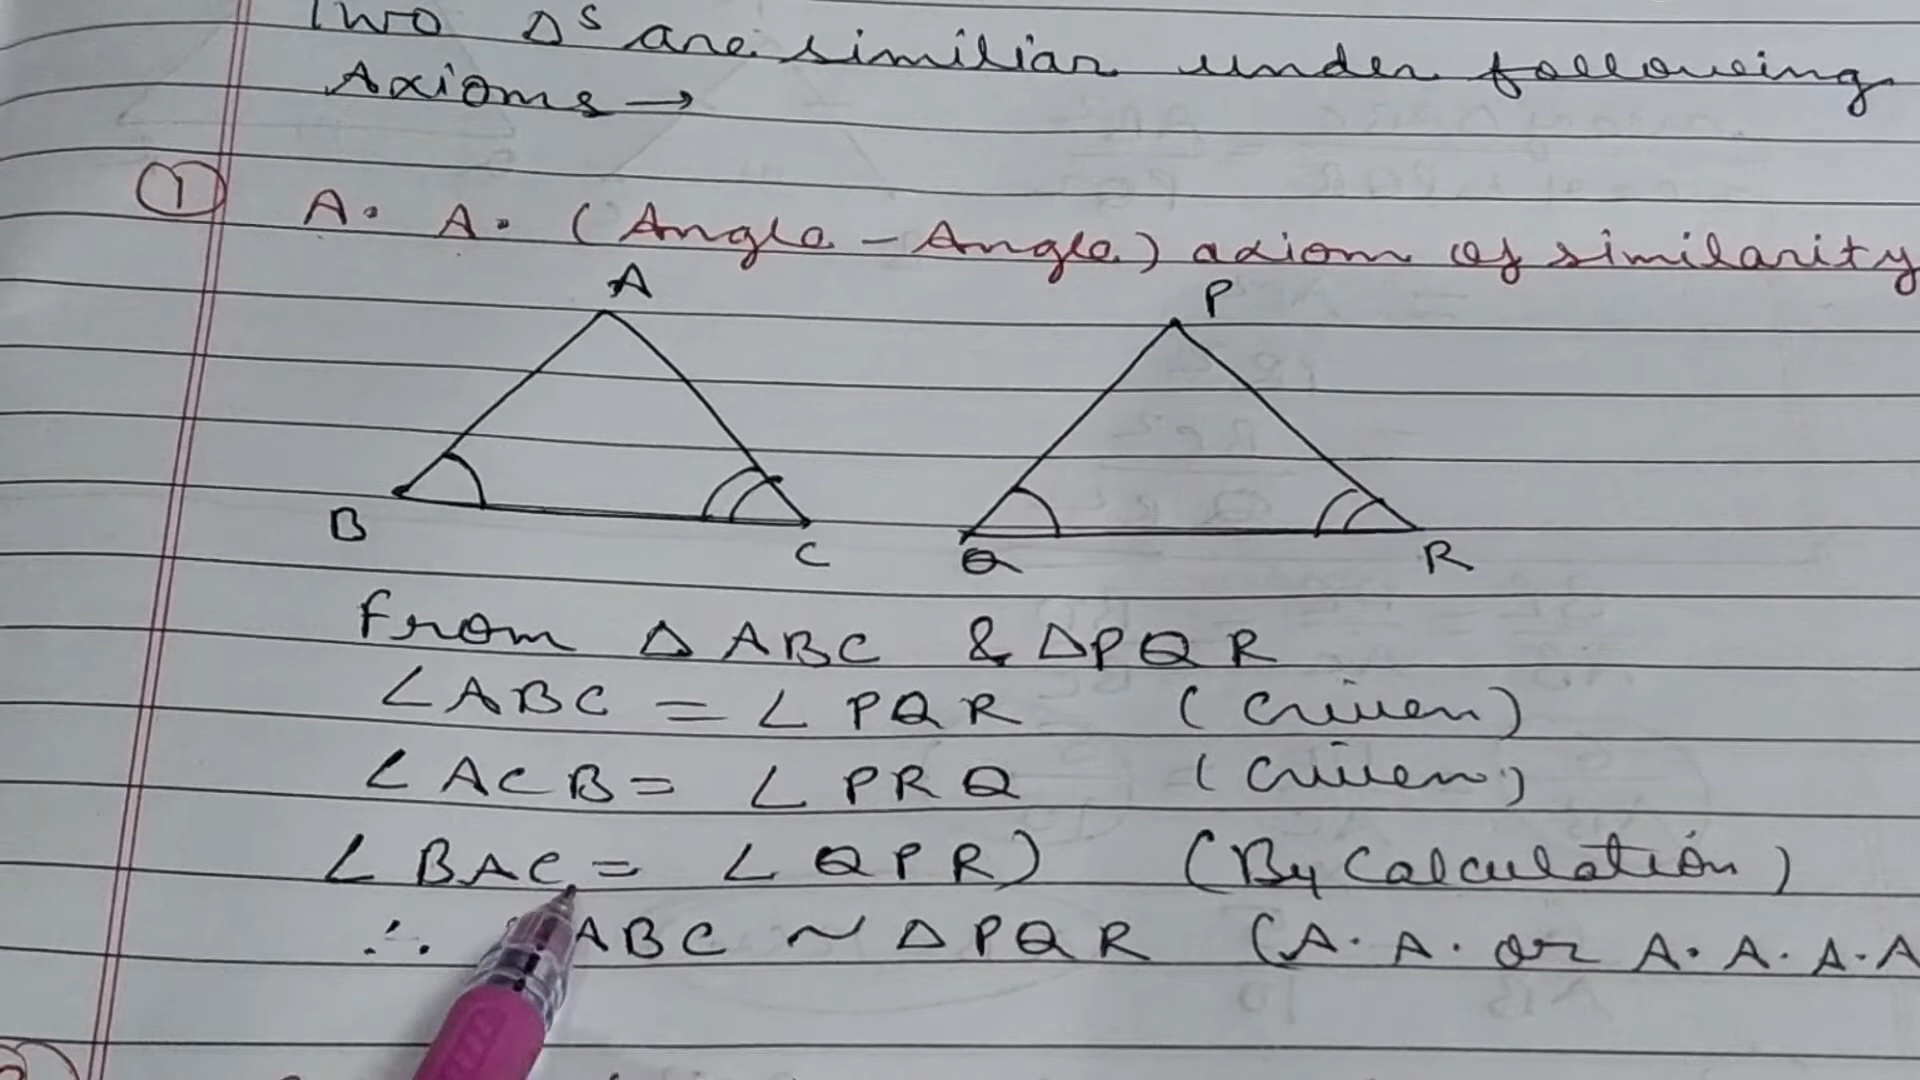 Two Δs are similiar under following
Axioms →
1 A. A. (Angle - Angle) axiom of similarity
A
P
B
C
Q
R
From Δ ABC & ΔPQR
∠ABC = ∠PQR (Given)
∠ACB = ∠PRQ (Given)
∠BAC = ∠QPR) (By Calculation)
∴ ABC ~ ΔPQR (A.A. or A.A.A.A